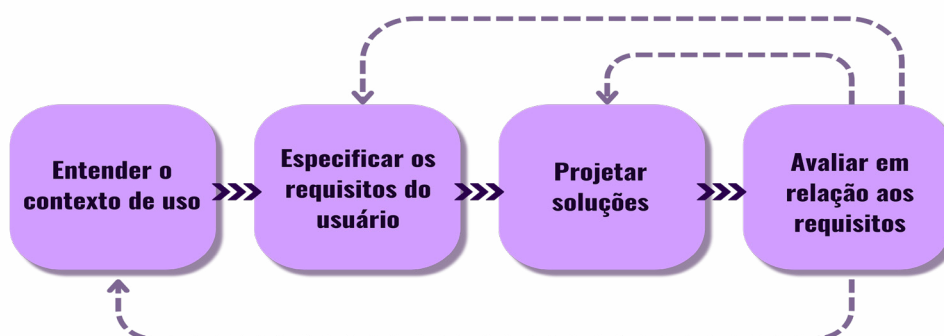 Entender o
contexto de uso
Especificar os
requisitos do
usuário
Projetar
soluções
Avaliar em
relação aos
requisitos